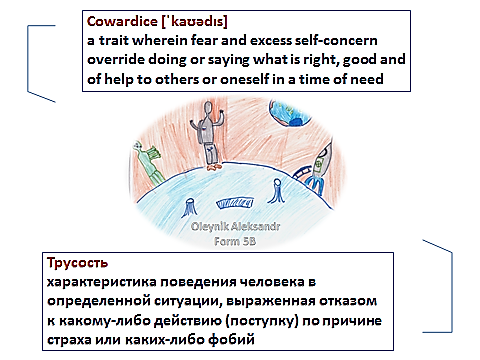 Cowardice [ˈkaʊədɪs]
a trait wherein fear and excess self-concern
override doing or saying what is right, good and
of help to others or oneself in a time of need
Oleynik Aleksandr
Form 5B
Трусость
характеристика поведения человека в
определенной ситуации, выраженная отказом
к какому-либо действию (поступку) по причине
страха или каких-либо фобий